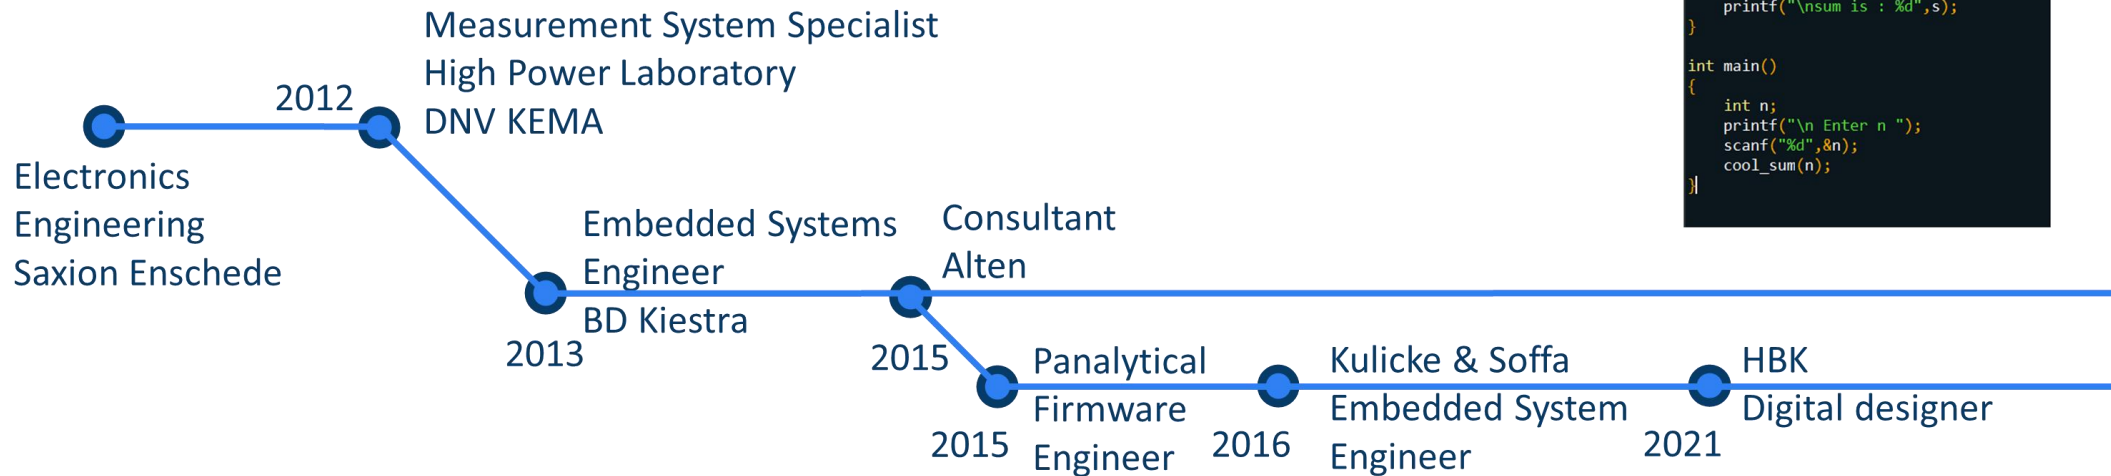 Electronics
Engineering
Saxion Enschede
2012
Measurement System Specialist
High Power Laboratory
DNV KEMA
2013
Embedded Systems
Engineer
BD Kiestra
2015
Consultant
Alten
2015
Panalytical
Firmware
Engineer
2016
Kulicke & Soffa
Embedded System
Engineer
2021
HBK
Digital designer
printf("\nsum is : %d",s);
}
int main()
{
int n;
printf("\n Enter n ");
scanf("%d",&n);
cool_sum(n);
}